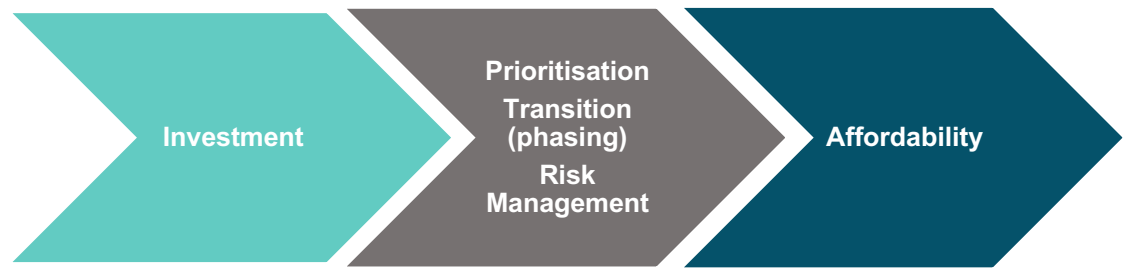 Investment
Prioritisation
Transition
(phasing)
Risk
Management
Affordability